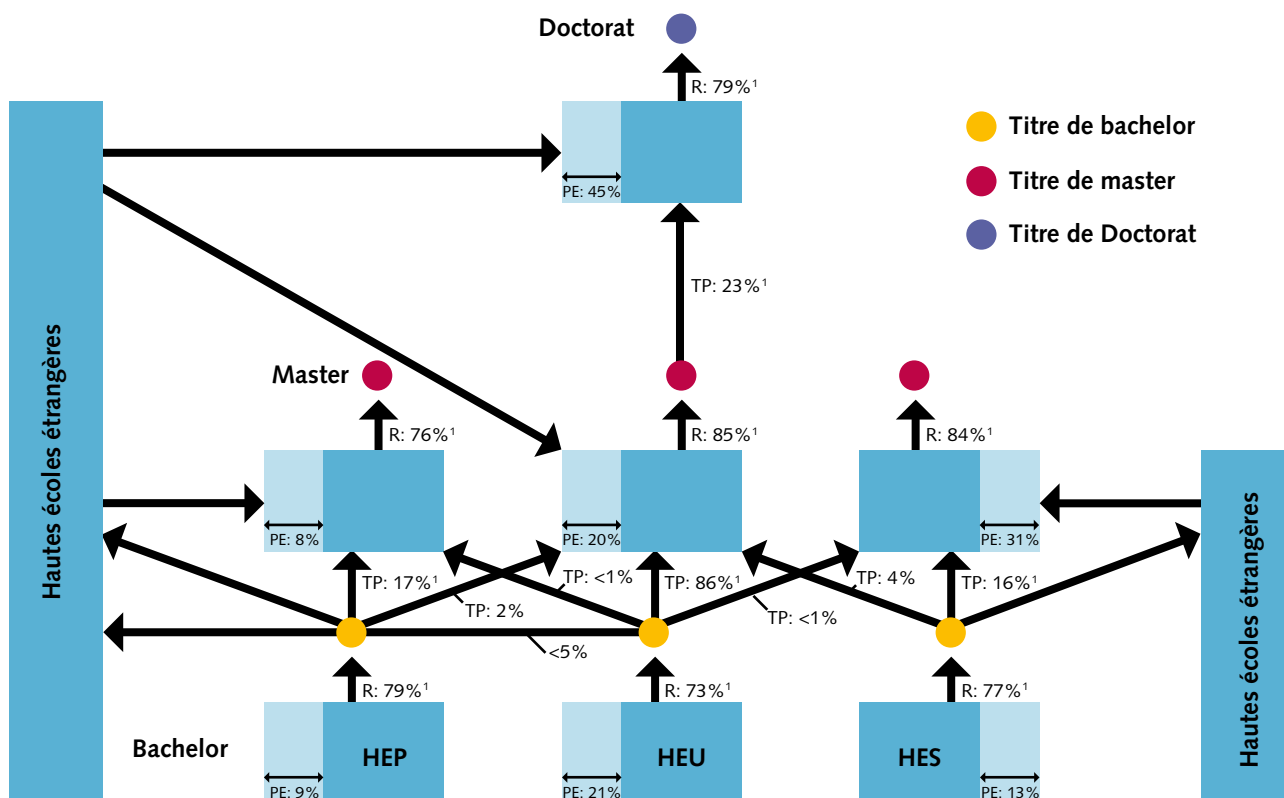 Doctorat
R: 79%¹
Titre de bachelor
Titre de master
Titre de Doctorat
PE: 45%
TP: 23%¹
Hautes écoles étrangères
Master
R: 76%¹
R: 85%¹
R: 84%¹
PE: 8%
PE: 20%
PE: 31%
TP: 17%¹
TP: <1%
TP: 86%¹
TP: 4%
TP: 16%¹
TP: 2%
TP: <1%
<5%
Hautes écoles étrangères
R: 79%¹
R: 73%¹
R: 77%¹
Bachelor
HEP
HEU
HES
PE: 9%
PE: 21%
PE: 13%